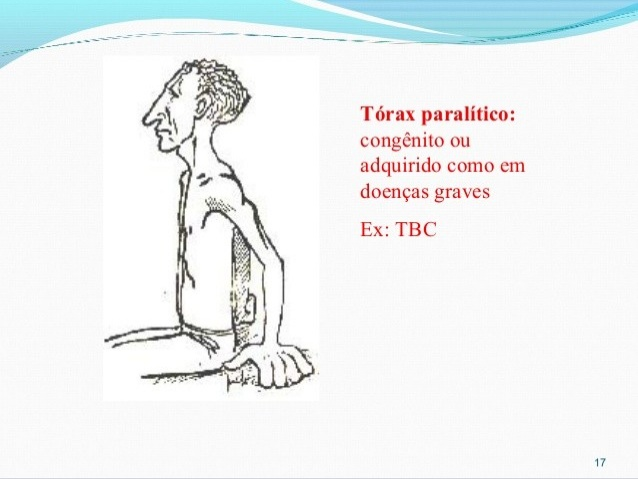 Tórax paralítico:
congênito ou
adquirido como em
doenças graves
Ex: TBC
17